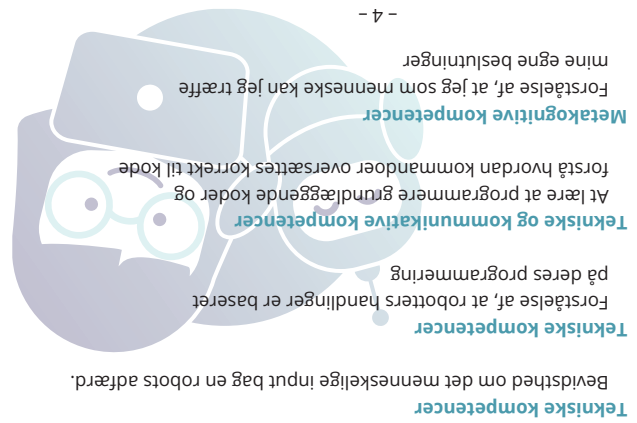 Tekniske kompetencer
Bevidsthed om det menneskelige input bag en robots adfærd.
Tekniske kompetencer
Forståelse af, at robotters handlinger er baseret
på deres programmering
Tekniske og kommunikative kompetencer
At lære at programmere grundlæggende koder og
forstå hvordan kommandoer oversættes korrekt til kode
Metakognitive kompetencer
Forståelse af, at jeg som menneske kan jeg træffe
mine egne beslutninger
– 4 –